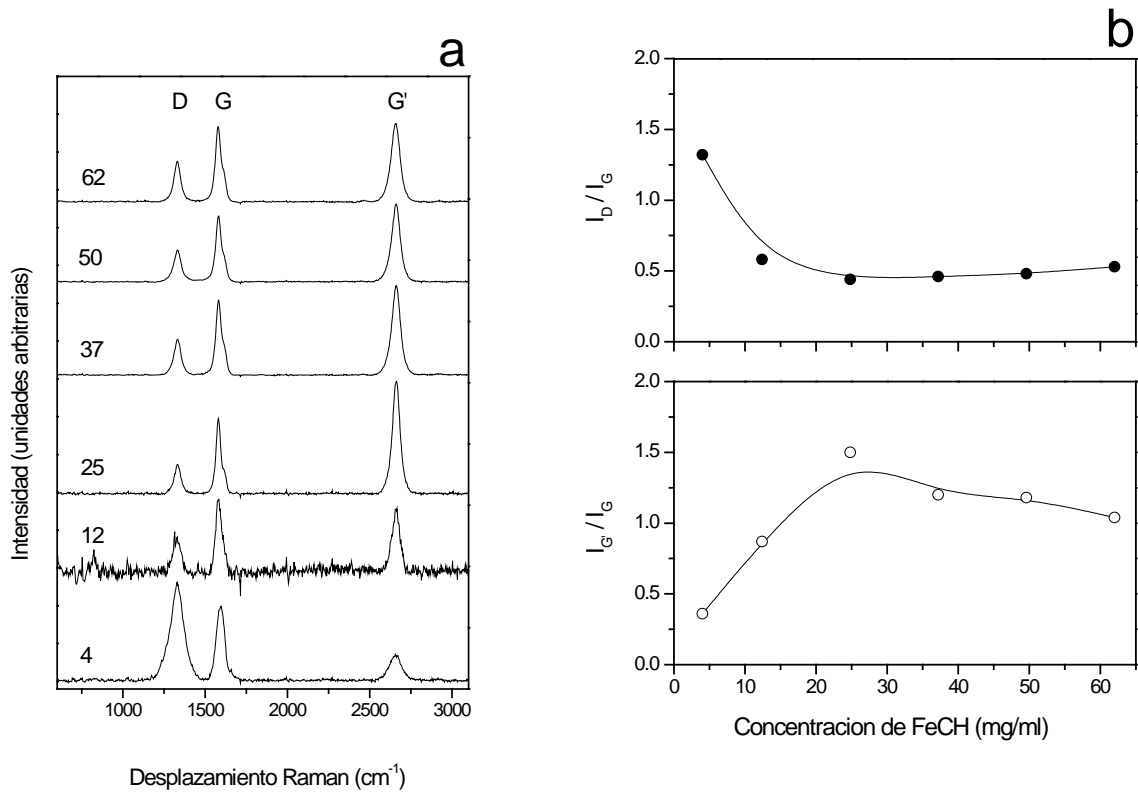 a
D G G'
62
50
37
25
12
4
Intensidad (unidades arbitrarias)
1000 1500 2000 2500 3000
Desplazamiento Raman (cm-1)
b
2.0
1.5
1.0
0.5
0.0
ID / IG
2.0
1.5
1.0
0.5
0.0
IG' / IG
0 10 20 30 40 50 60
Concentracion de FeCH (mg/ml)